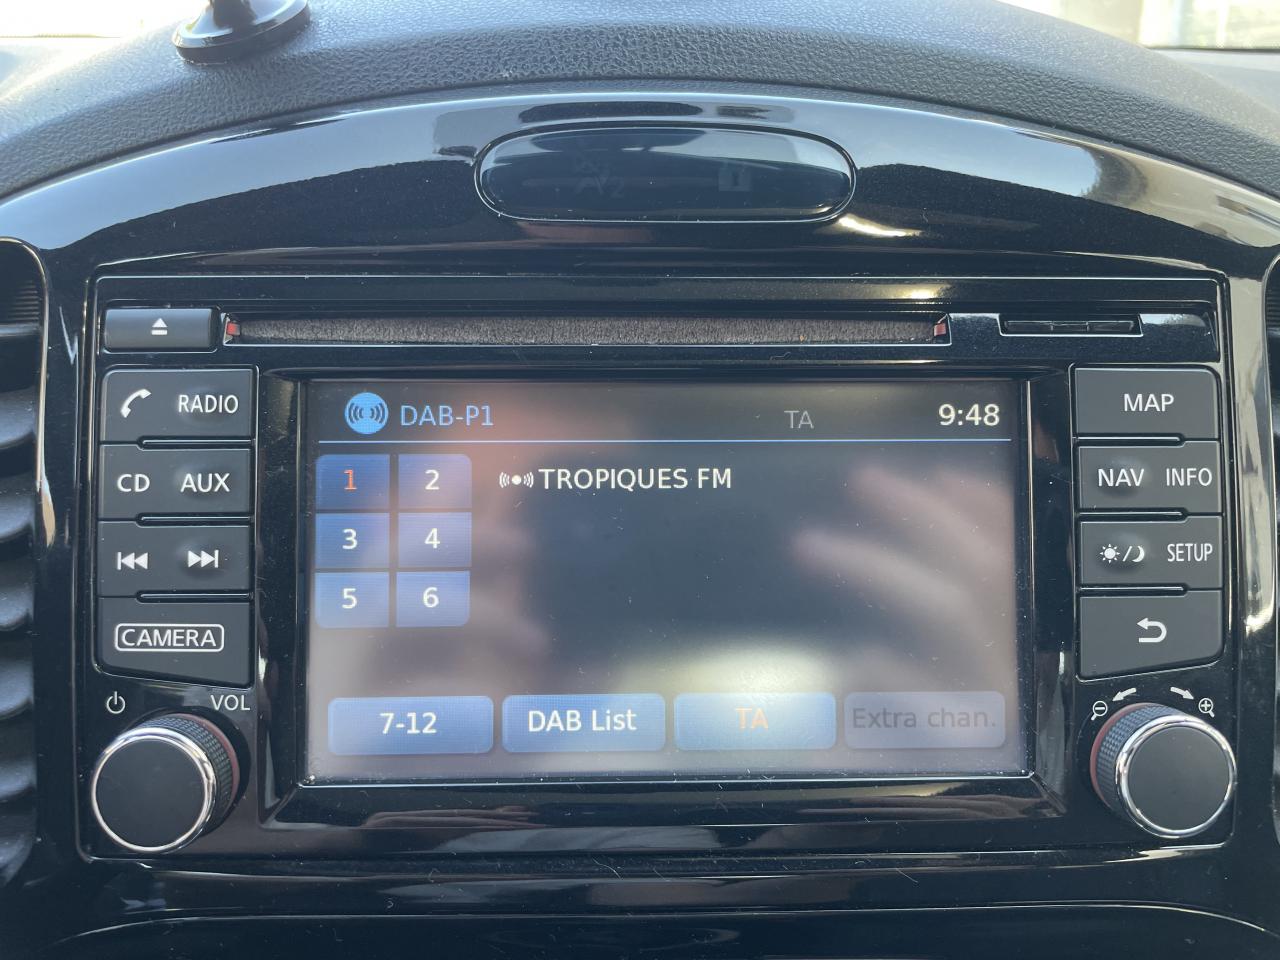 DAB-P1 TA 9:48
1 2 TROPIQUES FM
3 4
5 6
7-12 DAB List TA Extra chan.
RADIO
CD AUX
CAMERA
VOL
MAP
NAV INFO
SETUP